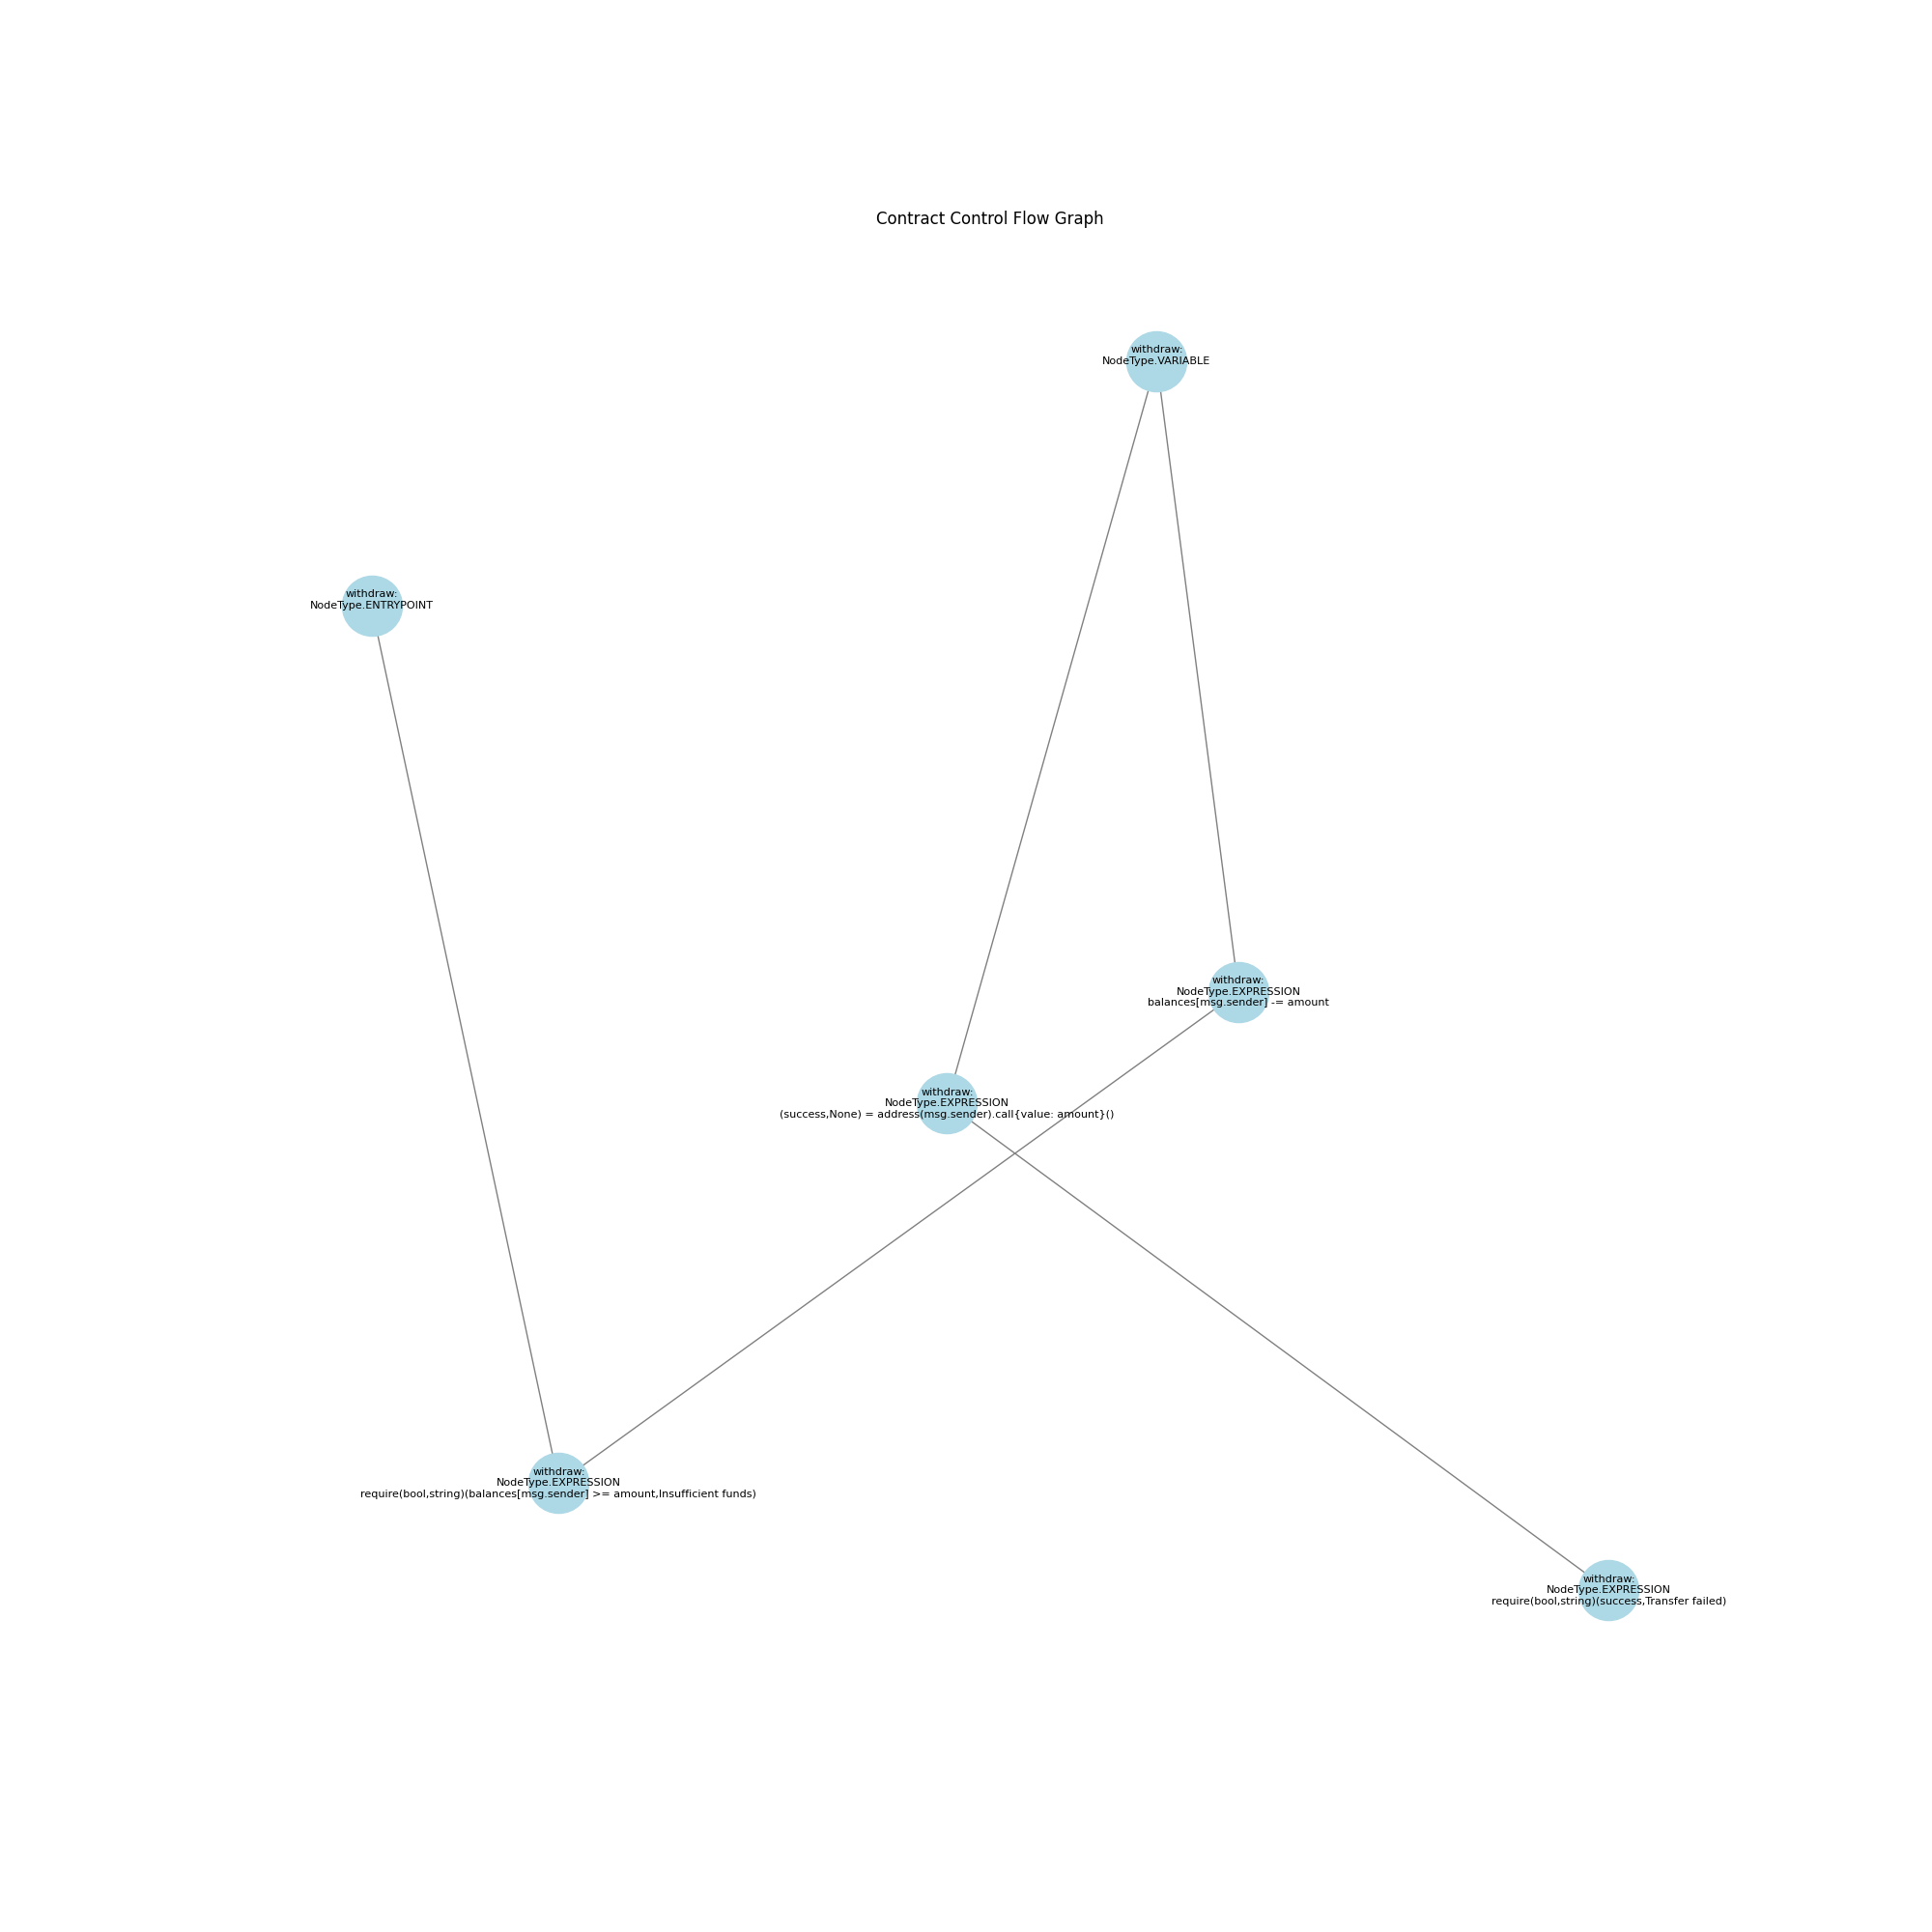 Contract Control Flow Graph
withdraw:
NodeType.VARIABLE
withdraw:
NodeType.ENTRYPOINT
withdraw:
NodeType.EXPRESSION
balances[msg.sender] -= amount
withdraw:
NodeType.EXPRESSION
(success,None) = address(msg.sender).call{value: amount}()
withdraw:
NodeType.EXPRESSION
require(bool,string)(balances[msg.sender] >= amount,Insufficient funds)
withdraw:
NodeType.EXPRESSION
require(bool,string)(success,Transfer failed)